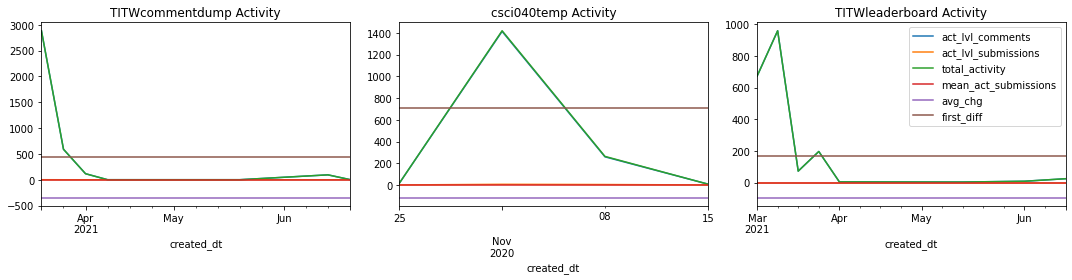 TITWcommentdump Activity
3000
2500
2000
1500
1000
500
0
−500
Apr
2021
May
Jun
created_dt
csci040temp Activity
1400
1200
1000
800
600
400
200
0
25
Nov
2020
08
15
created_dt
TITWleaderboard Activity
1000
800
600
400
200
0
Mar
2021
Apr
May
Jun
created_dt
act_lvl_comments
act_lvl_submissions
total_activity
mean_act_submissions
avg_chg
first_diff